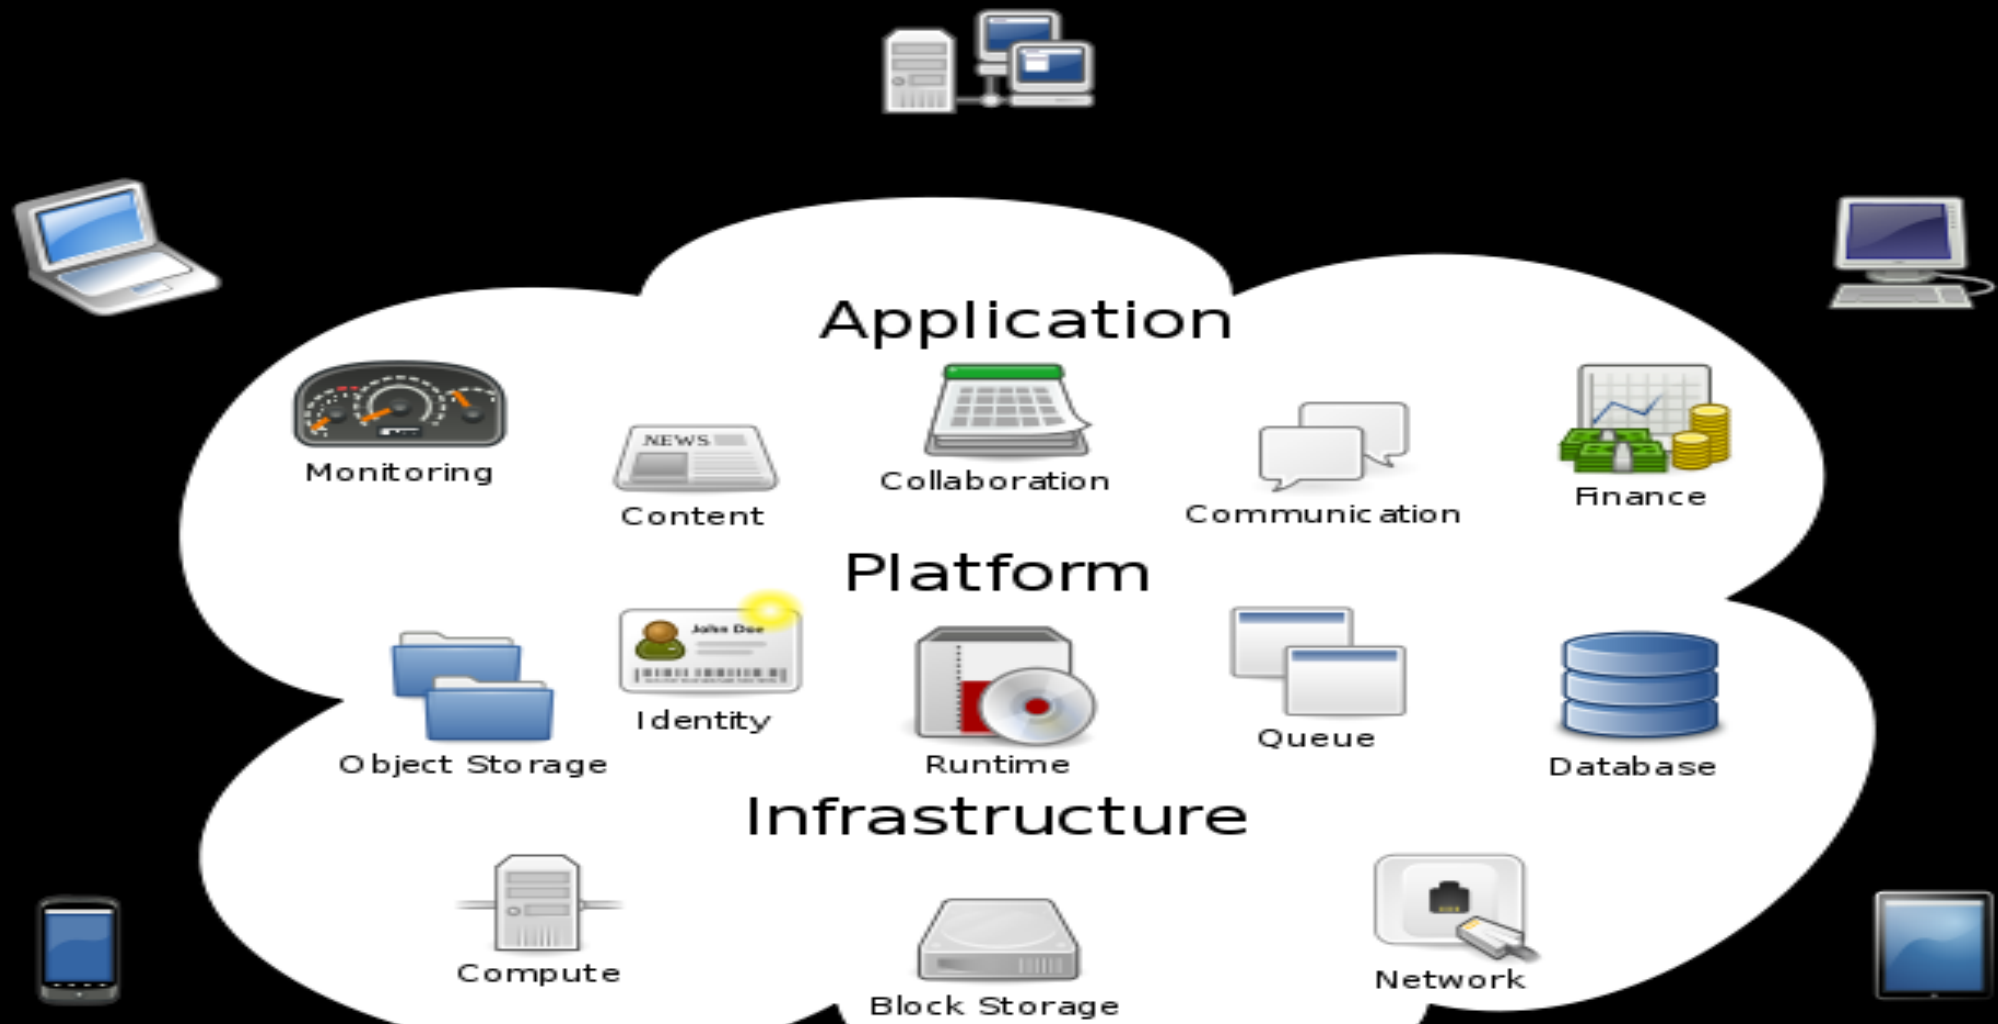 Application
Monitoring
NEWS
Content
Collaboration
Communication
Finance
Platform
Object Storage
John Doe
Identity
Runtime
Queue
Database
Infrastructure
Compute
Block Storage
Network